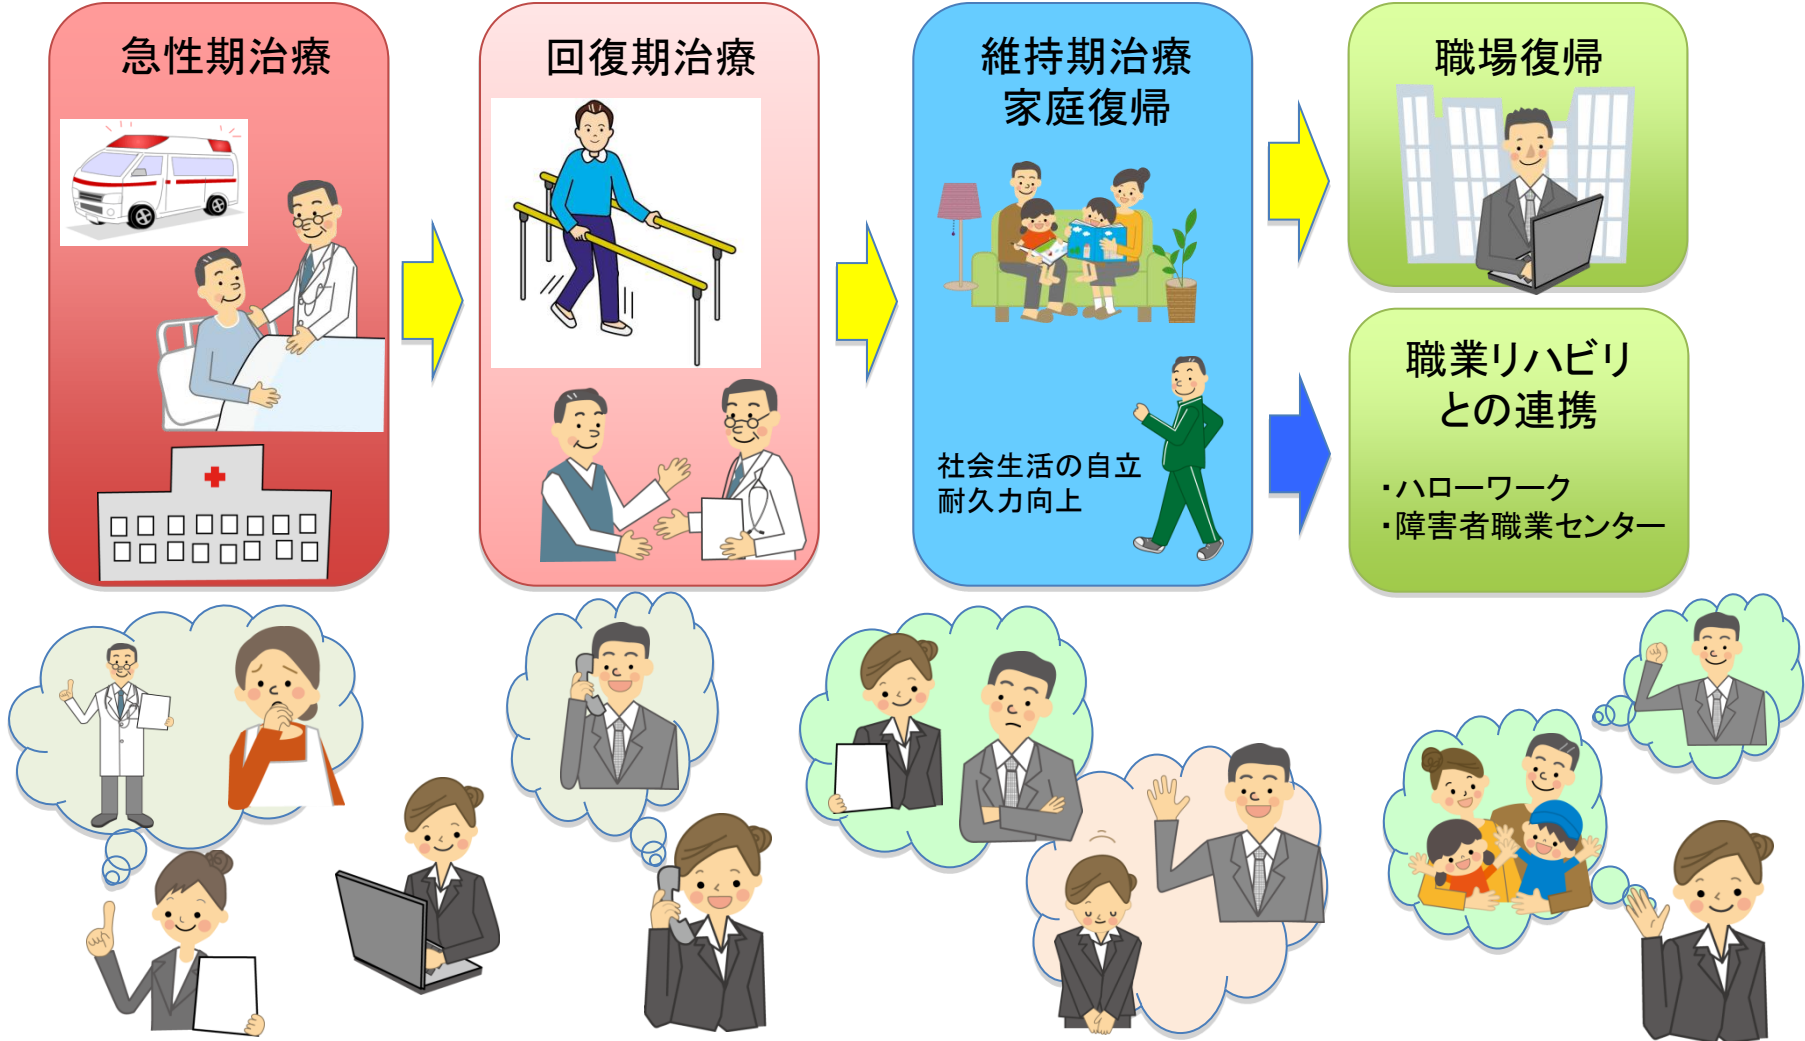 急性期治療
回復期治療
維持期治療
家庭復帰
社会生活の自立
耐久力向上
職場復帰
職業リハビリ
との連携
・ハローワーク
・障害者職業センター